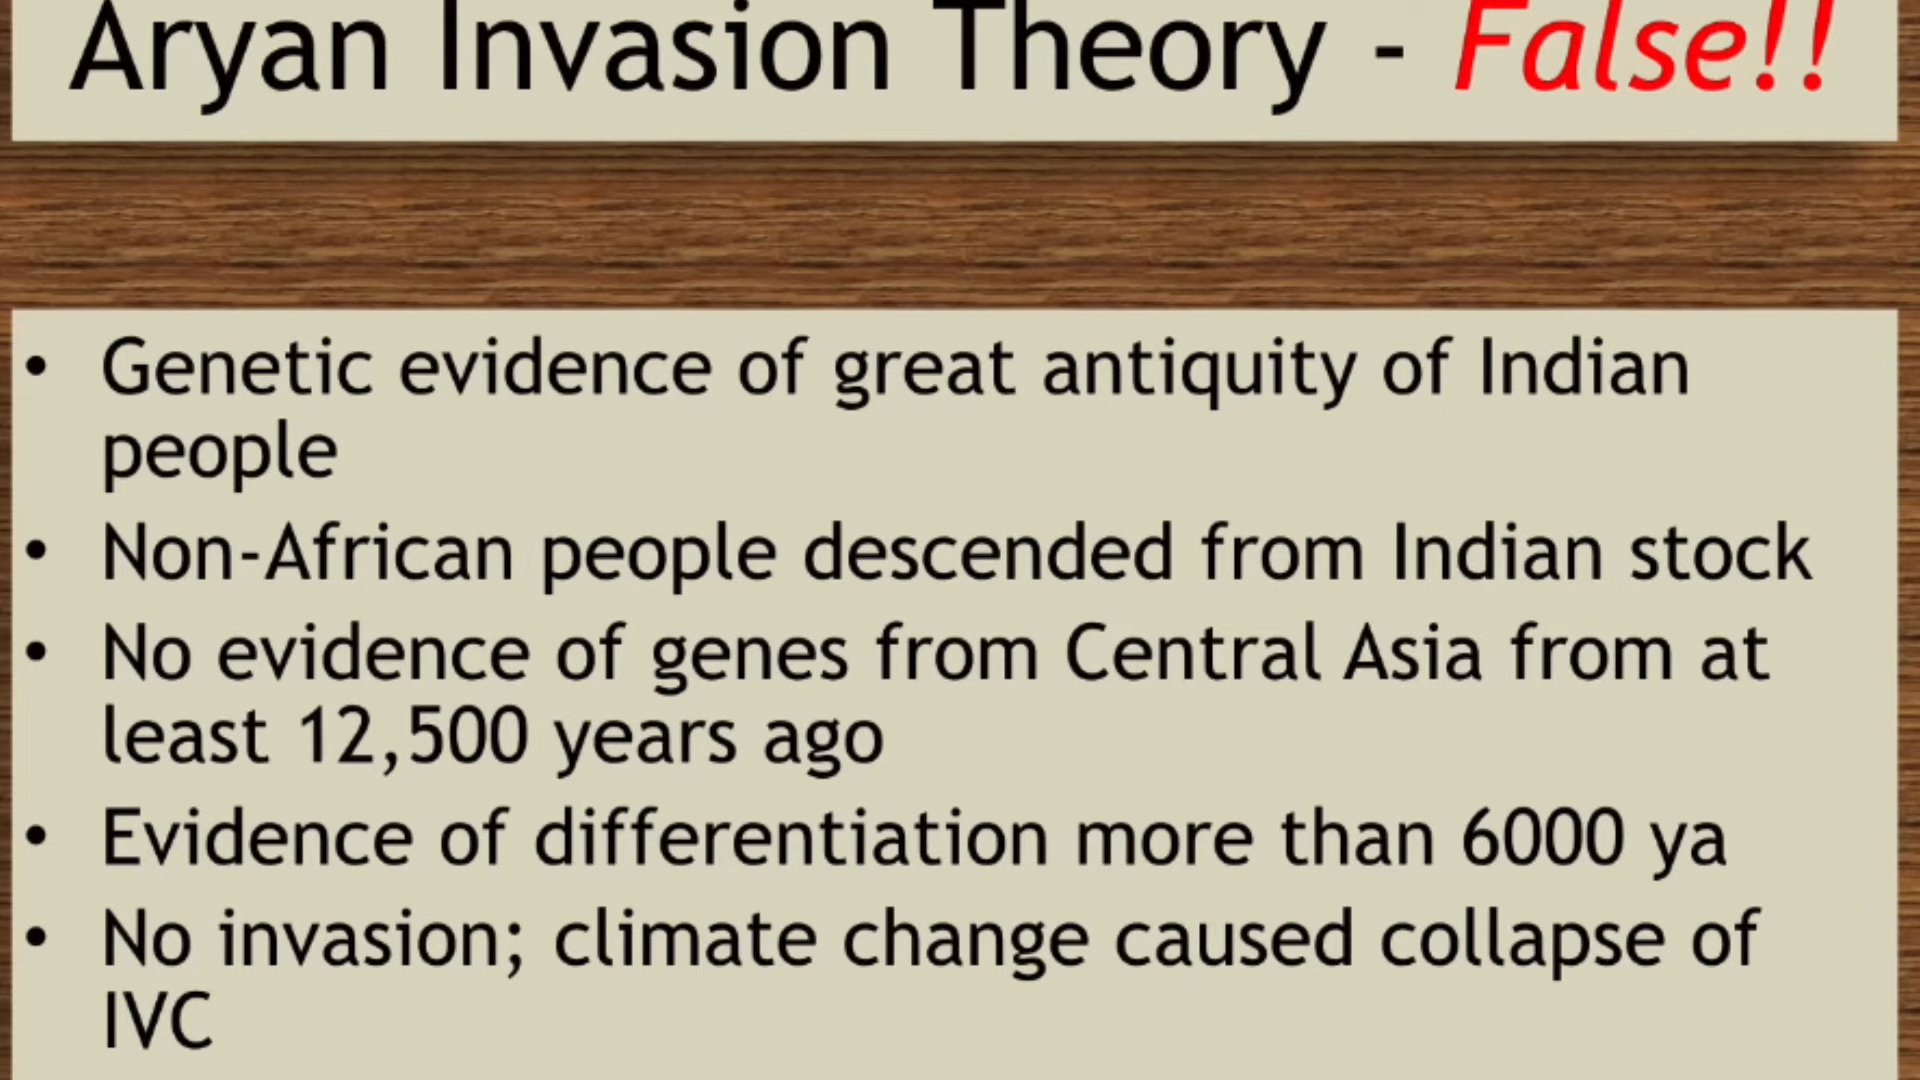 Aryan Invasion Theory - False!!
• Genetic evidence of great antiquity of Indian
people
• Non-African people descended from Indian stock
• No evidence of genes from Central Asia from at
least 12,500 years ago
• Evidence of differentiation more than 6000 ya
• No invasion; climate change caused collapse of
IVC